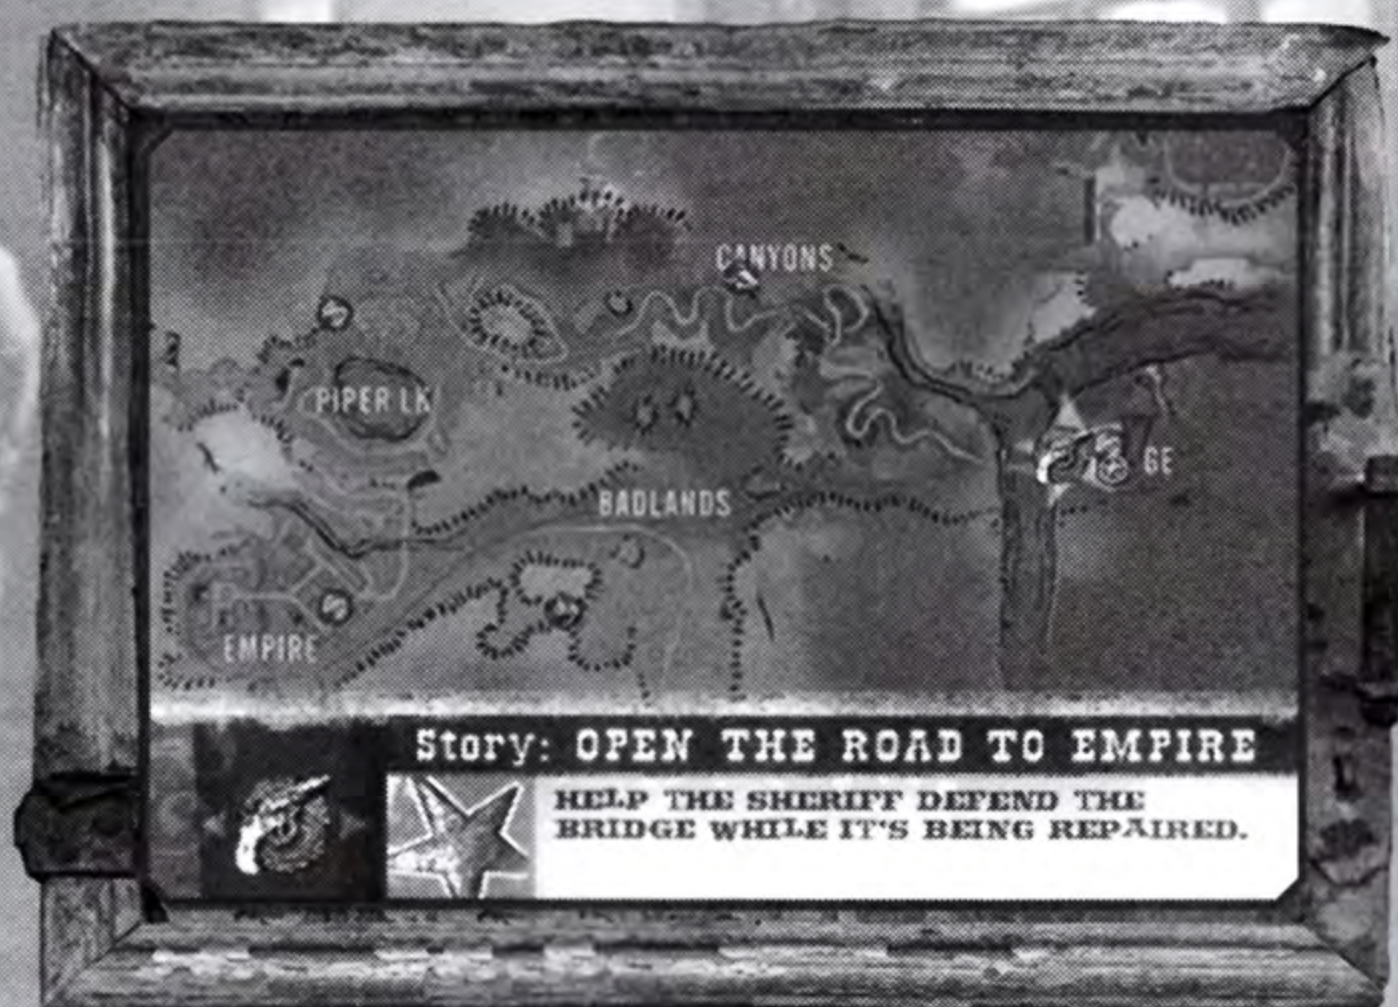 CANYONS
PIPER LK
GE
BADLANDS
EMPIRE
Story: OPEN THE ROAD TO EMPIRE
HELP THE SHERIFF DEFEND THE
BRIDGE WHILE IT'S BEING REPAIRED.